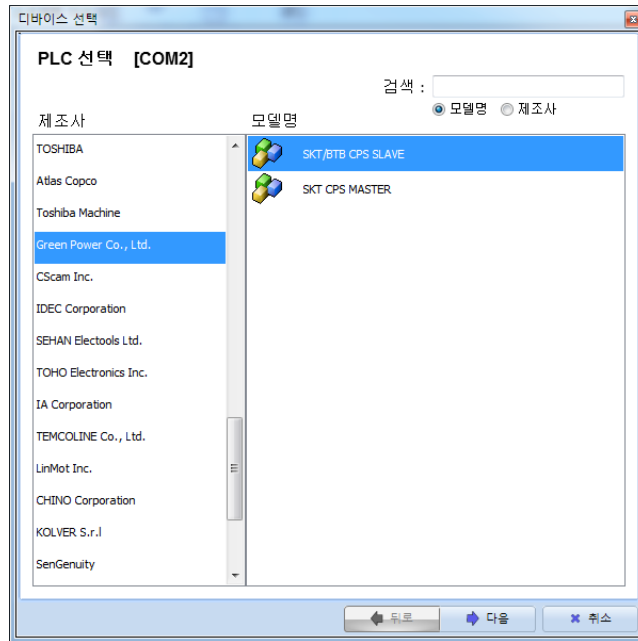 디바이스 선택
PLC 선택 [COM2]
검색 :
모델명 제조사
제조사
모델명
TOSHIBA
Atlas Copco
Toshiba Machine
Green Power Co., Ltd.
CScam Inc.
IDEC Corporation
SEHAN Electools Ltd.
TOHO Electronics Inc.
IA Corporation
TEMCOLINE Co., Ltd.
LinMot Inc.
CHINO Corporation
KOLVER S.r.l
SenGenuity
SKT/BTB CPS SLAVE
SKT CPS MASTER
뒤로
다음
취소